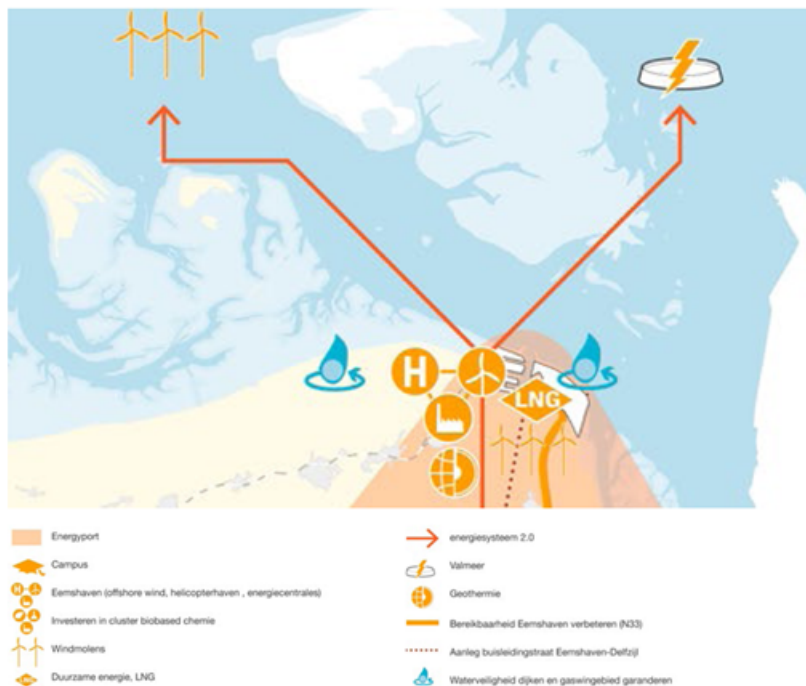 H
LNG
Energyport
Campus
H
Eemshaven (offshore wind, helicopterhaven , energiecentrales)
Investeren in cluster biobased chemie
Windmolens
LNG
Duurzame energie, LNG
energiesysteem 2.0
Valmeer
Geothermie
Bereikbaarheid Eemshaven verbeteren (N33)
Aanleg buisleidingstraat Eemshaven-Delfzijl
Waterveiligheid dijken en gaswingebied garanderen